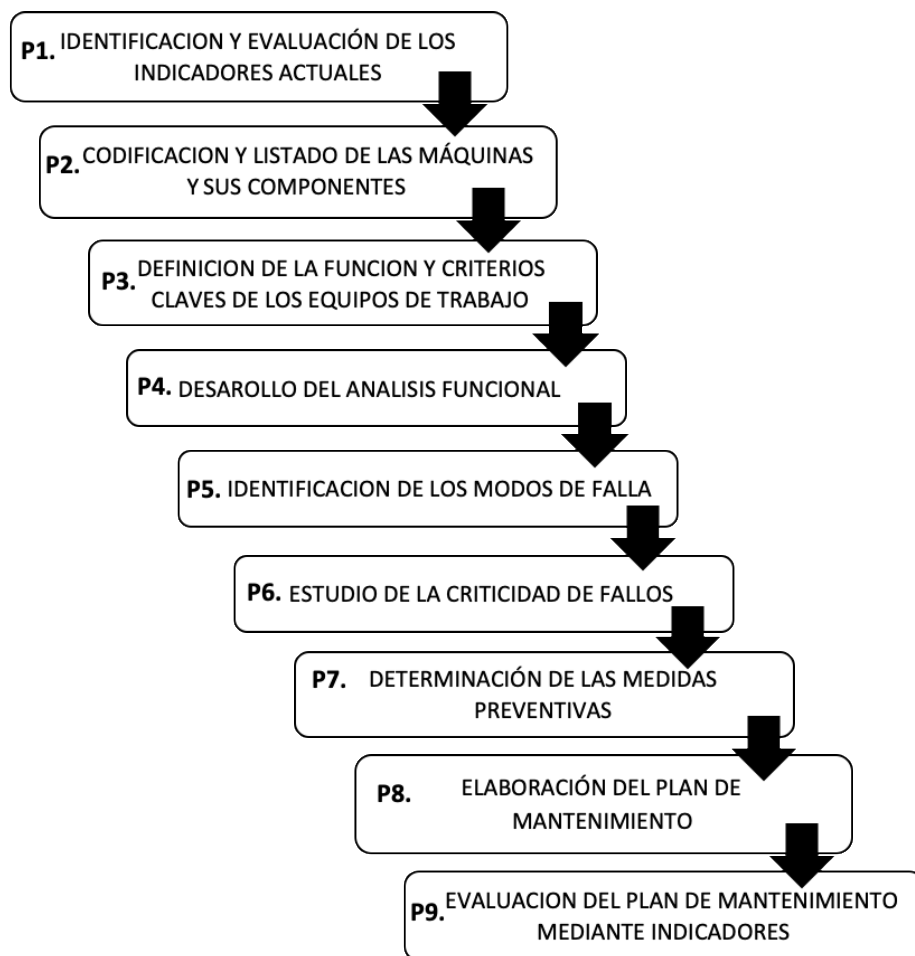 P1. IDENTIFICACION Y EVALUACIÓN DE LOS
INDICADORES ACTUALES
P2. CODIFICACION Y LISTADO DE LAS MÁQUINAS
Y SUS COMPONENTES
P3. DEFINICION DE LA FUNCION Y CRITERIOS
CLAVES DE LOS EQUIPOS DE TRABAJO
P4. DESAROLLO DEL ANALISIS FUNCIONAL
P5. IDENTIFICACION DE LOS MODOS DE FALLA
P6. ESTUDIO DE LA CRITICIDAD DE FALLOS
P7. DETERMINACIÓN DE LAS MEDIDAS
PREVENTIVAS
P8. ELABORACIÓN DEL PLAN DE
MANTENIMIENTO
P9. EVALUACION DEL PLAN DE MANTENIMIENTO
MEDIANTE INDICADORES